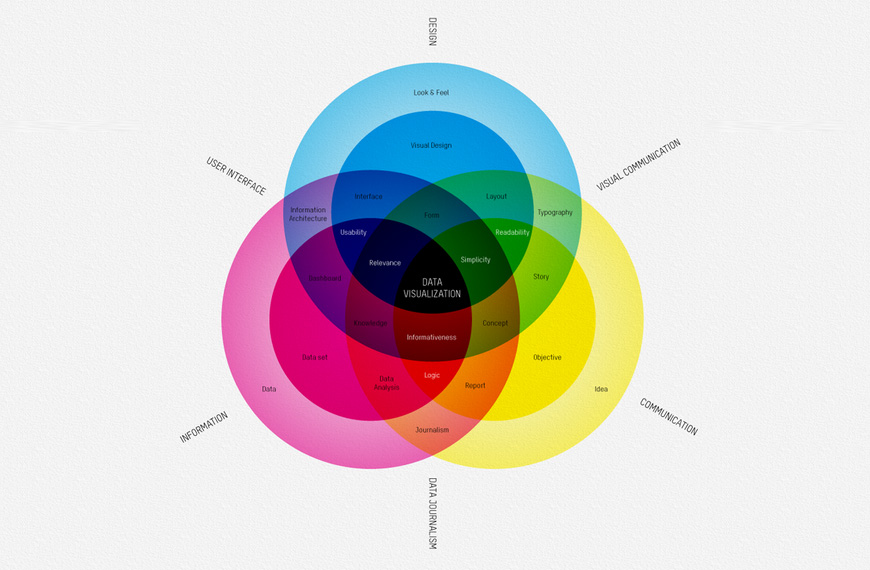 DESIGN
Look & Feel
Visual Design
USER INTERFACE
VISUAL COMMUNICATION
Interface
Layout
Information
Architecture
Form
Typography
Usability
Readability
Relevance
Simplicity
Dashboard
Story
DATA
VISUALIZATION
Knowledge
Concept
Informativeness
Data set
Objective
Logic
Data
Analysis
Report
Data
Idea
Journalism
INFORMATION
COMMUNICATION
DATA JOURNALISM